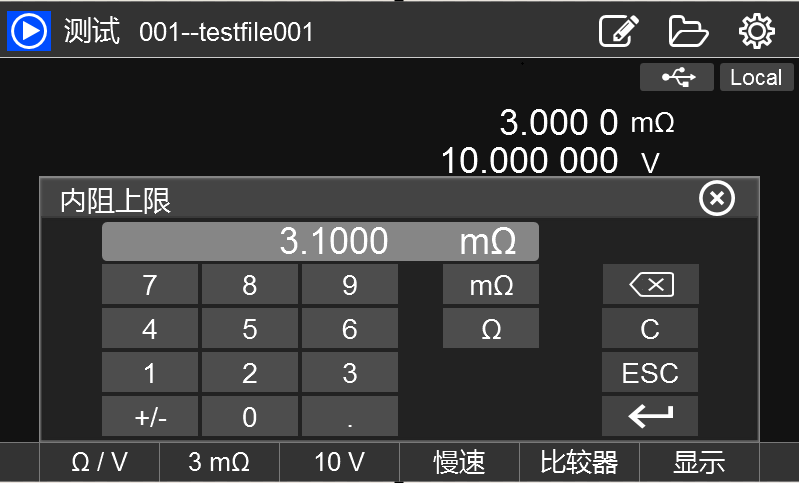 测试 001--testfile001
Local
3.000 0 mΩ
10.000 000 V
内阻上限
3.1000 mΩ
7 8 9 mΩ
4 5 6 Ω C
1 2 3 ESC
+/- 0 .
Ω / V 3 mΩ 10 V 慢速 比较器 显示